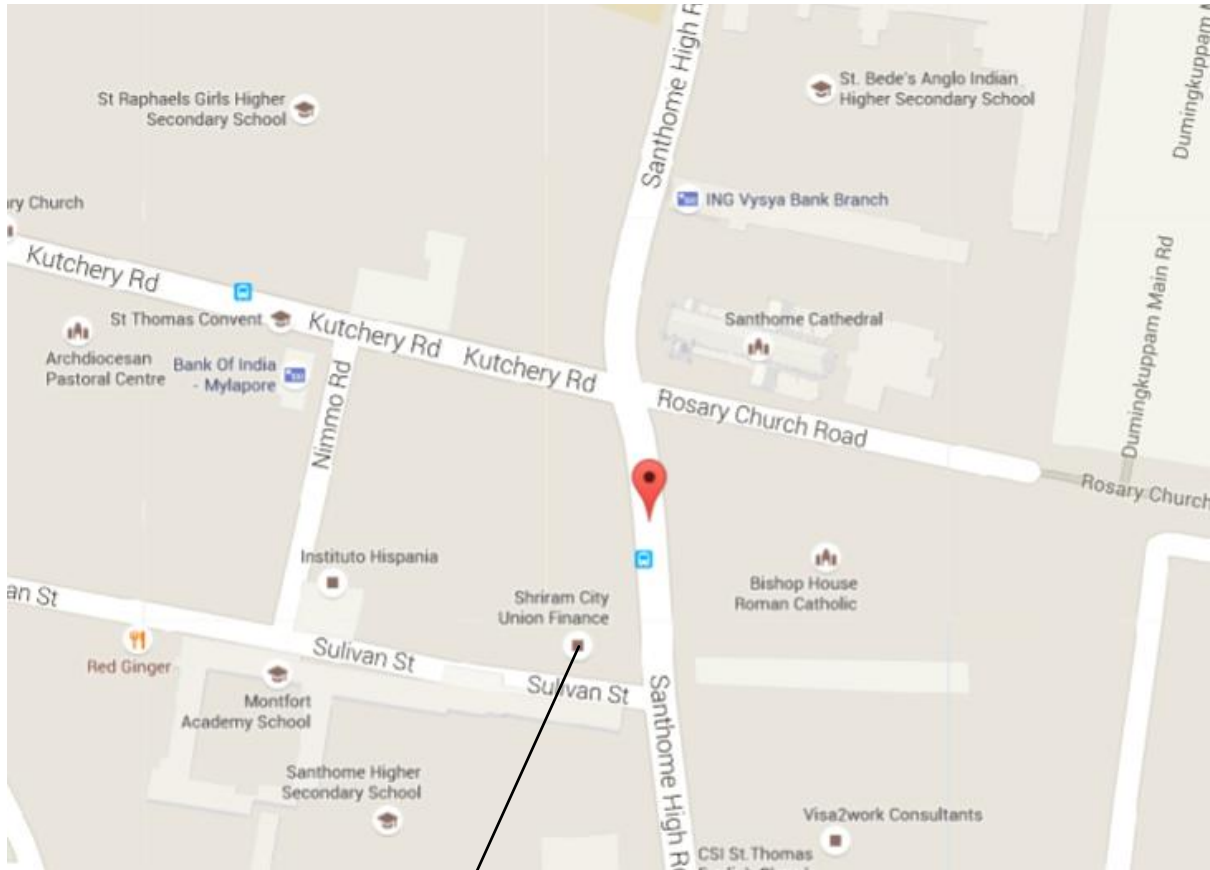 Santhome High R
Dumingkuppam M
St. Bede's Anglo Indian
Higher Secondary School
St Raphaels Girls Higher
Secondary School
ING Vysya Bank Branch
ry Church
Kutchery Rd
St Thomas Convent
Kutchery Rd
Kutchery Rd
Santhome Cathedral
Dumingkuppam Main Rd
Archdiocesan
Pastoral Centre
Bank Of India
- Mylapore
Nimmo Rd
Rosary Church Road
Rosary Church
Instituto Hispania
Bishop House
Roman Catholic
an St
Shriram City
Union Finance
Red Ginger
Sulivan St
Sulivan St
Montfort
Academy School
Santhome High R
Santhome Higher
Secondary School
Visa2work Consultants
CSI St. Thomas